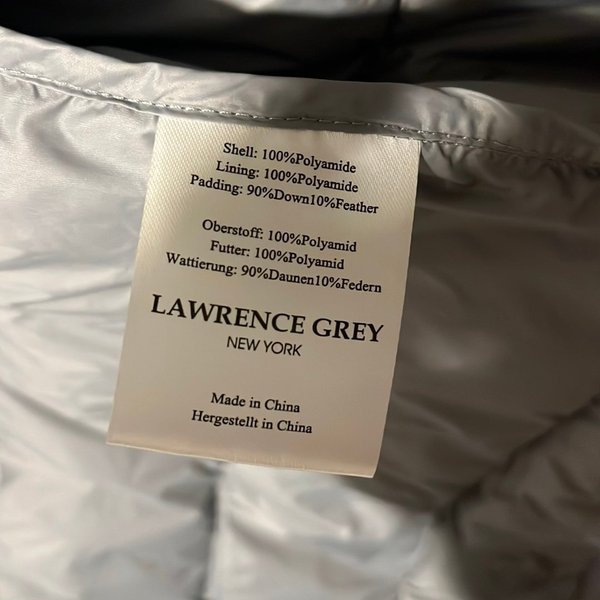 Shell: 100%Polyamide
Lining: 100%Polyamide
Padding: 90%Down10%Feather
Oberstoff: 100%Polyamid
Futter: 100%Polyamid
Wattierung: 90%Daunen10%Federn
LAWRENCE GREY
NEW YORK
Made in China
Hergestellt in China